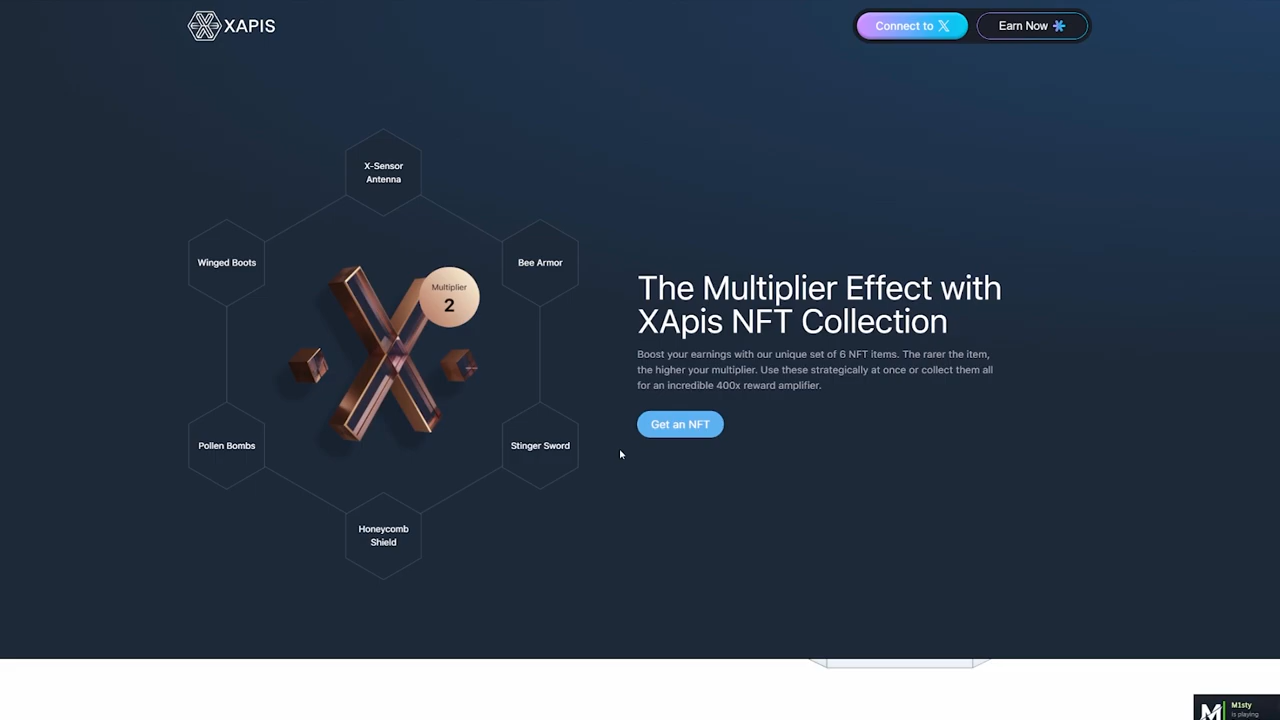 XAPIS
Connect to X
Earn Now
X-Sensor
Antenna
Winged Boots
Bee Armor
Multiplier
2
Pollen Bombs
Stinger Sword
Honeycomb
Shield
The Multiplier Effect with
XApis NFT Collection
Boost your earnings with our unique set of 6 NFT items. The rarer the item,
the higher your multiplier. Use these strategically at once or collect them all
for an incredible 400x reward amplifier.
Get an NFT
M1sty
is playing